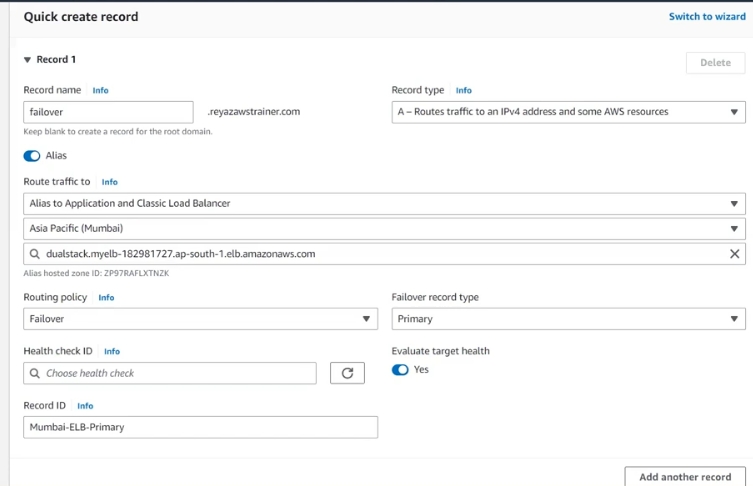 Quick create record
Switch to wizard
▼ Record 1
Delete
Record name Info
Record type Info
failover
.reyazawstrainer.com
A – Routes traffic to an IPv4 address and some AWS resources
Keep blank to create a record for the root domain.
Alias
Route traffic to Info
Alias to Application and Classic Load Balancer
Asia Pacific (Mumbai)
dualstack.myelb-182981727.ap-south-1.elb.amazonaws.com
Alias hosted zone ID: ZP97RAFLXTNZK
Routing policy Info
Failover record type
Failover
Primary
Health check ID Info
Evaluate target health
Choose health check
Yes
Record ID Info
Mumbai-ELB-Primary
Add another record